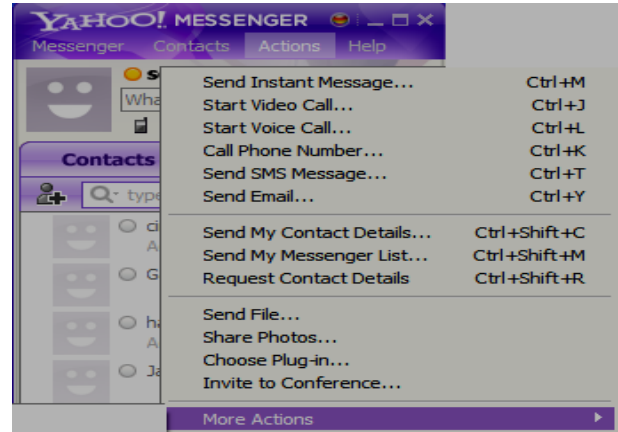 YAHOO! MESSENGER
Messenger Contacts Actions Help
Send Instant Message... Ctrl+M
Start Video Call... Ctrl+J
Start Voice Call... Ctrl+L
Call Phone Number... Ctrl+K
Send SMS Message... Ctrl+T
Send Email... Ctrl+Y
Contacts
Send My Contact Details... Ctrl+Shift+C
Send My Messenger List... Ctrl+Shift+M
Request Contact Details Ctrl+Shift+R
Send File...
Share Photos...
Choose Plug-in...
Invite to Conference...
More Actions